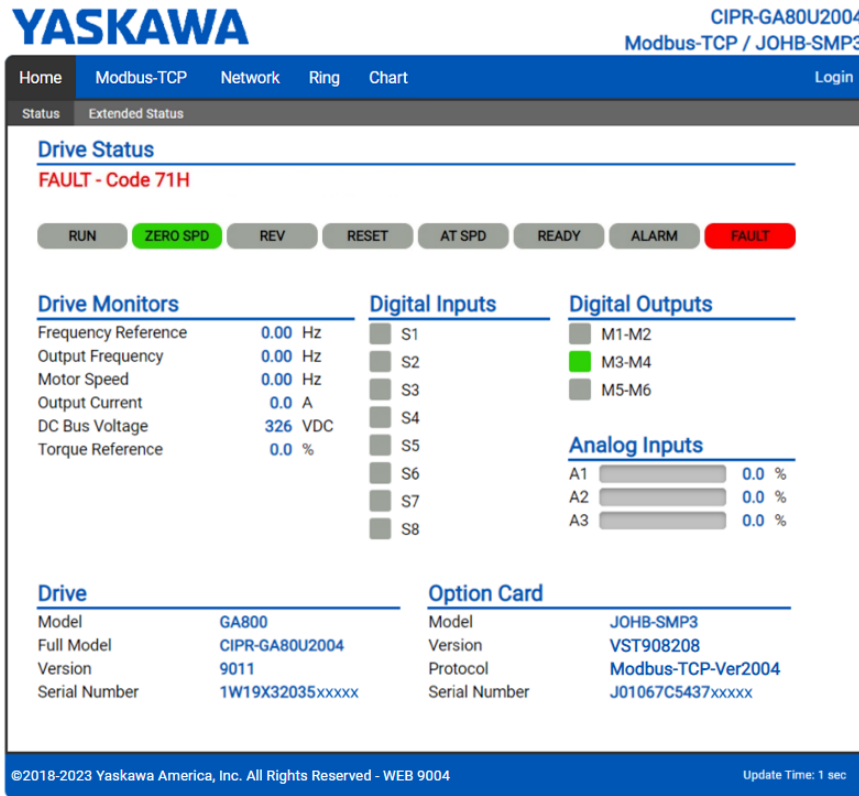 YASKAWA
CIPR-GA80U2004
Modbus-TCP / JOHB-SMP3
Home Modbus-TCP Network Ring Chart Login
Status Extended Status
Drive Status
FAULT - Code 71H
RUN ZERO SPD REV RESET AT SPD READY ALARM FAULT
Drive Monitors
Frequency Reference 0.00 Hz
Output Frequency 0.00 Hz
Motor Speed 0.00 Hz
Output Current 0.0 A
DC Bus Voltage 326 VDC
Torque Reference 0.0 %
Digital Inputs
S1
S2
S3
S4
S5
S6
S7
S8
Digital Outputs
M1-M2
M3-M4
M5-M6
Analog Inputs
A1 0.0 %
A2 0.0 %
A3 0.0 %
Drive
Model GA800
Full Model CIPR-GA80U2004
Version 9011
Serial Number 1W19X32035xxxxx
Option Card
Model JOHB-SMP3
Version VST908208
Protocol Modbus-TCP-Ver2004
Serial Number J01067C5437xxxxx
©2018-2023 Yaskawa America, Inc. All Rights Reserved - WEB 9004
Update Time: 1 sec